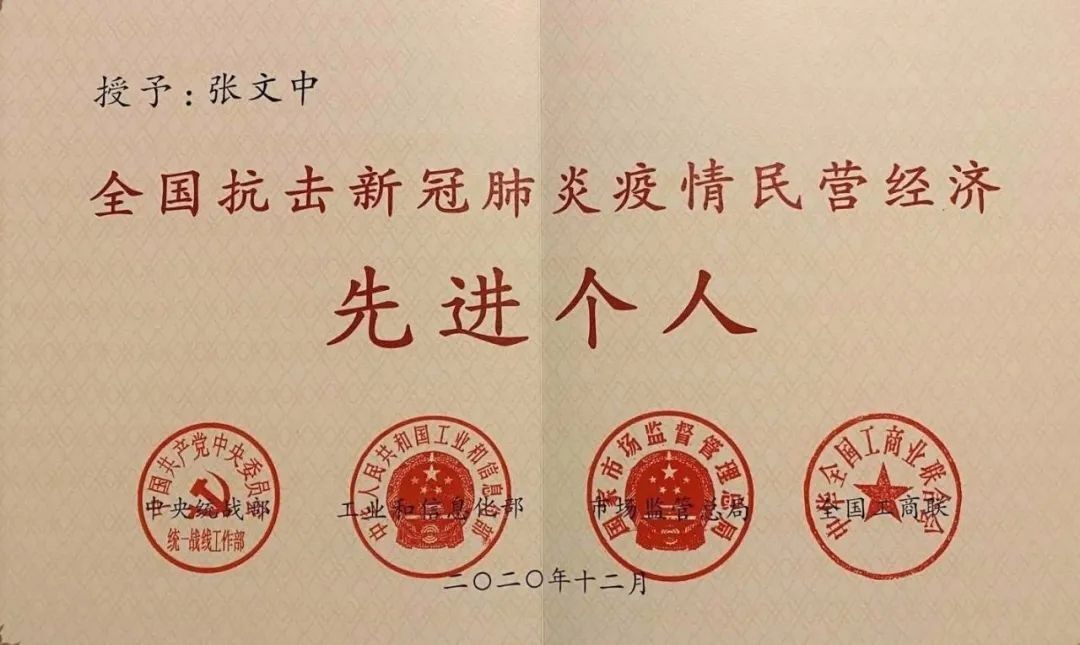 授予：张文中
全国抗击新冠肺炎疫情民营经济
先进个人
中国共产党中央委员会
中央统战部
统一战线工作部
中华人民共和国工业和信息化部
工业和信息化部
国家市场监督管理总局
市场监管总局
中华全国工商业联合会
全国工商联
二〇二〇年十二月